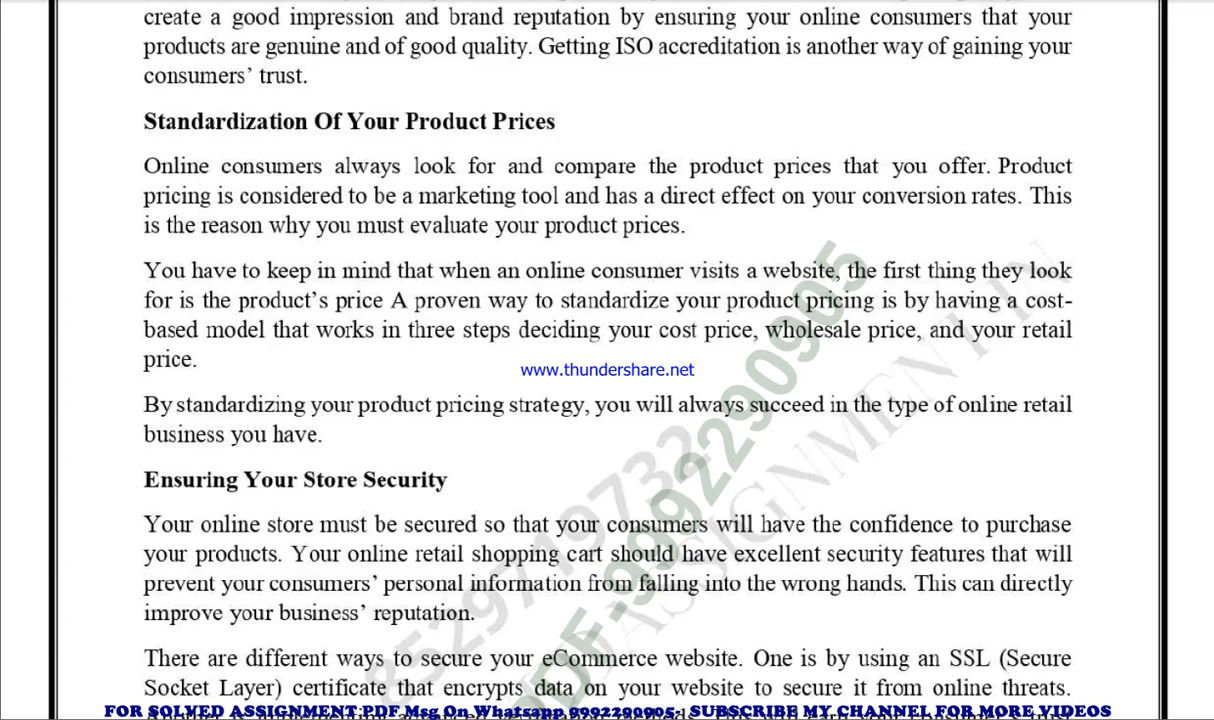 create a good impression and brand reputation by ensuring your online consumers that your
products are genuine and of good quality. Getting ISO accreditation is another way of gaining your
consumers’ trust.
Standardization Of Your Product Prices
Online consumers always look for and compare the product prices that you offer. Product
pricing is considered to be a marketing tool and has a direct effect on your conversion rates. This
is the reason why you must evaluate your product prices.
You have to keep in mind that when an online consumer visits a website, the first thing they look
for is the product’s price A proven way to standardize your product pricing is by having a cost-
based model that works in three steps deciding your cost price, wholesale price, and your retail
price.
www.thundershare.net
By standardizing your product pricing strategy, you will always succeed in the type of online retail
business you have.
Ensuring Your Store Security
Your online store must be secured so that your consumers will have the confidence to purchase
your products. Your online retail shopping cart should have excellent security features that will
prevent your consumers’ personal information from falling into the wrong hands. This can directly
improve your business’ reputation.
There are different ways to secure your eCommerce website. One is by using an SSL (Secure
Socket Layer) certificate that encrypts data on your website to secure it from online threats.
8529719732
PDF-9992290905
ASSIGNMENT IN
FOR SOLVED ASSIGNMENT PDF Msg On Whatsapp 9992290905- SUBSCRIBE MY CHANNEL FOR MORE VIDEOS